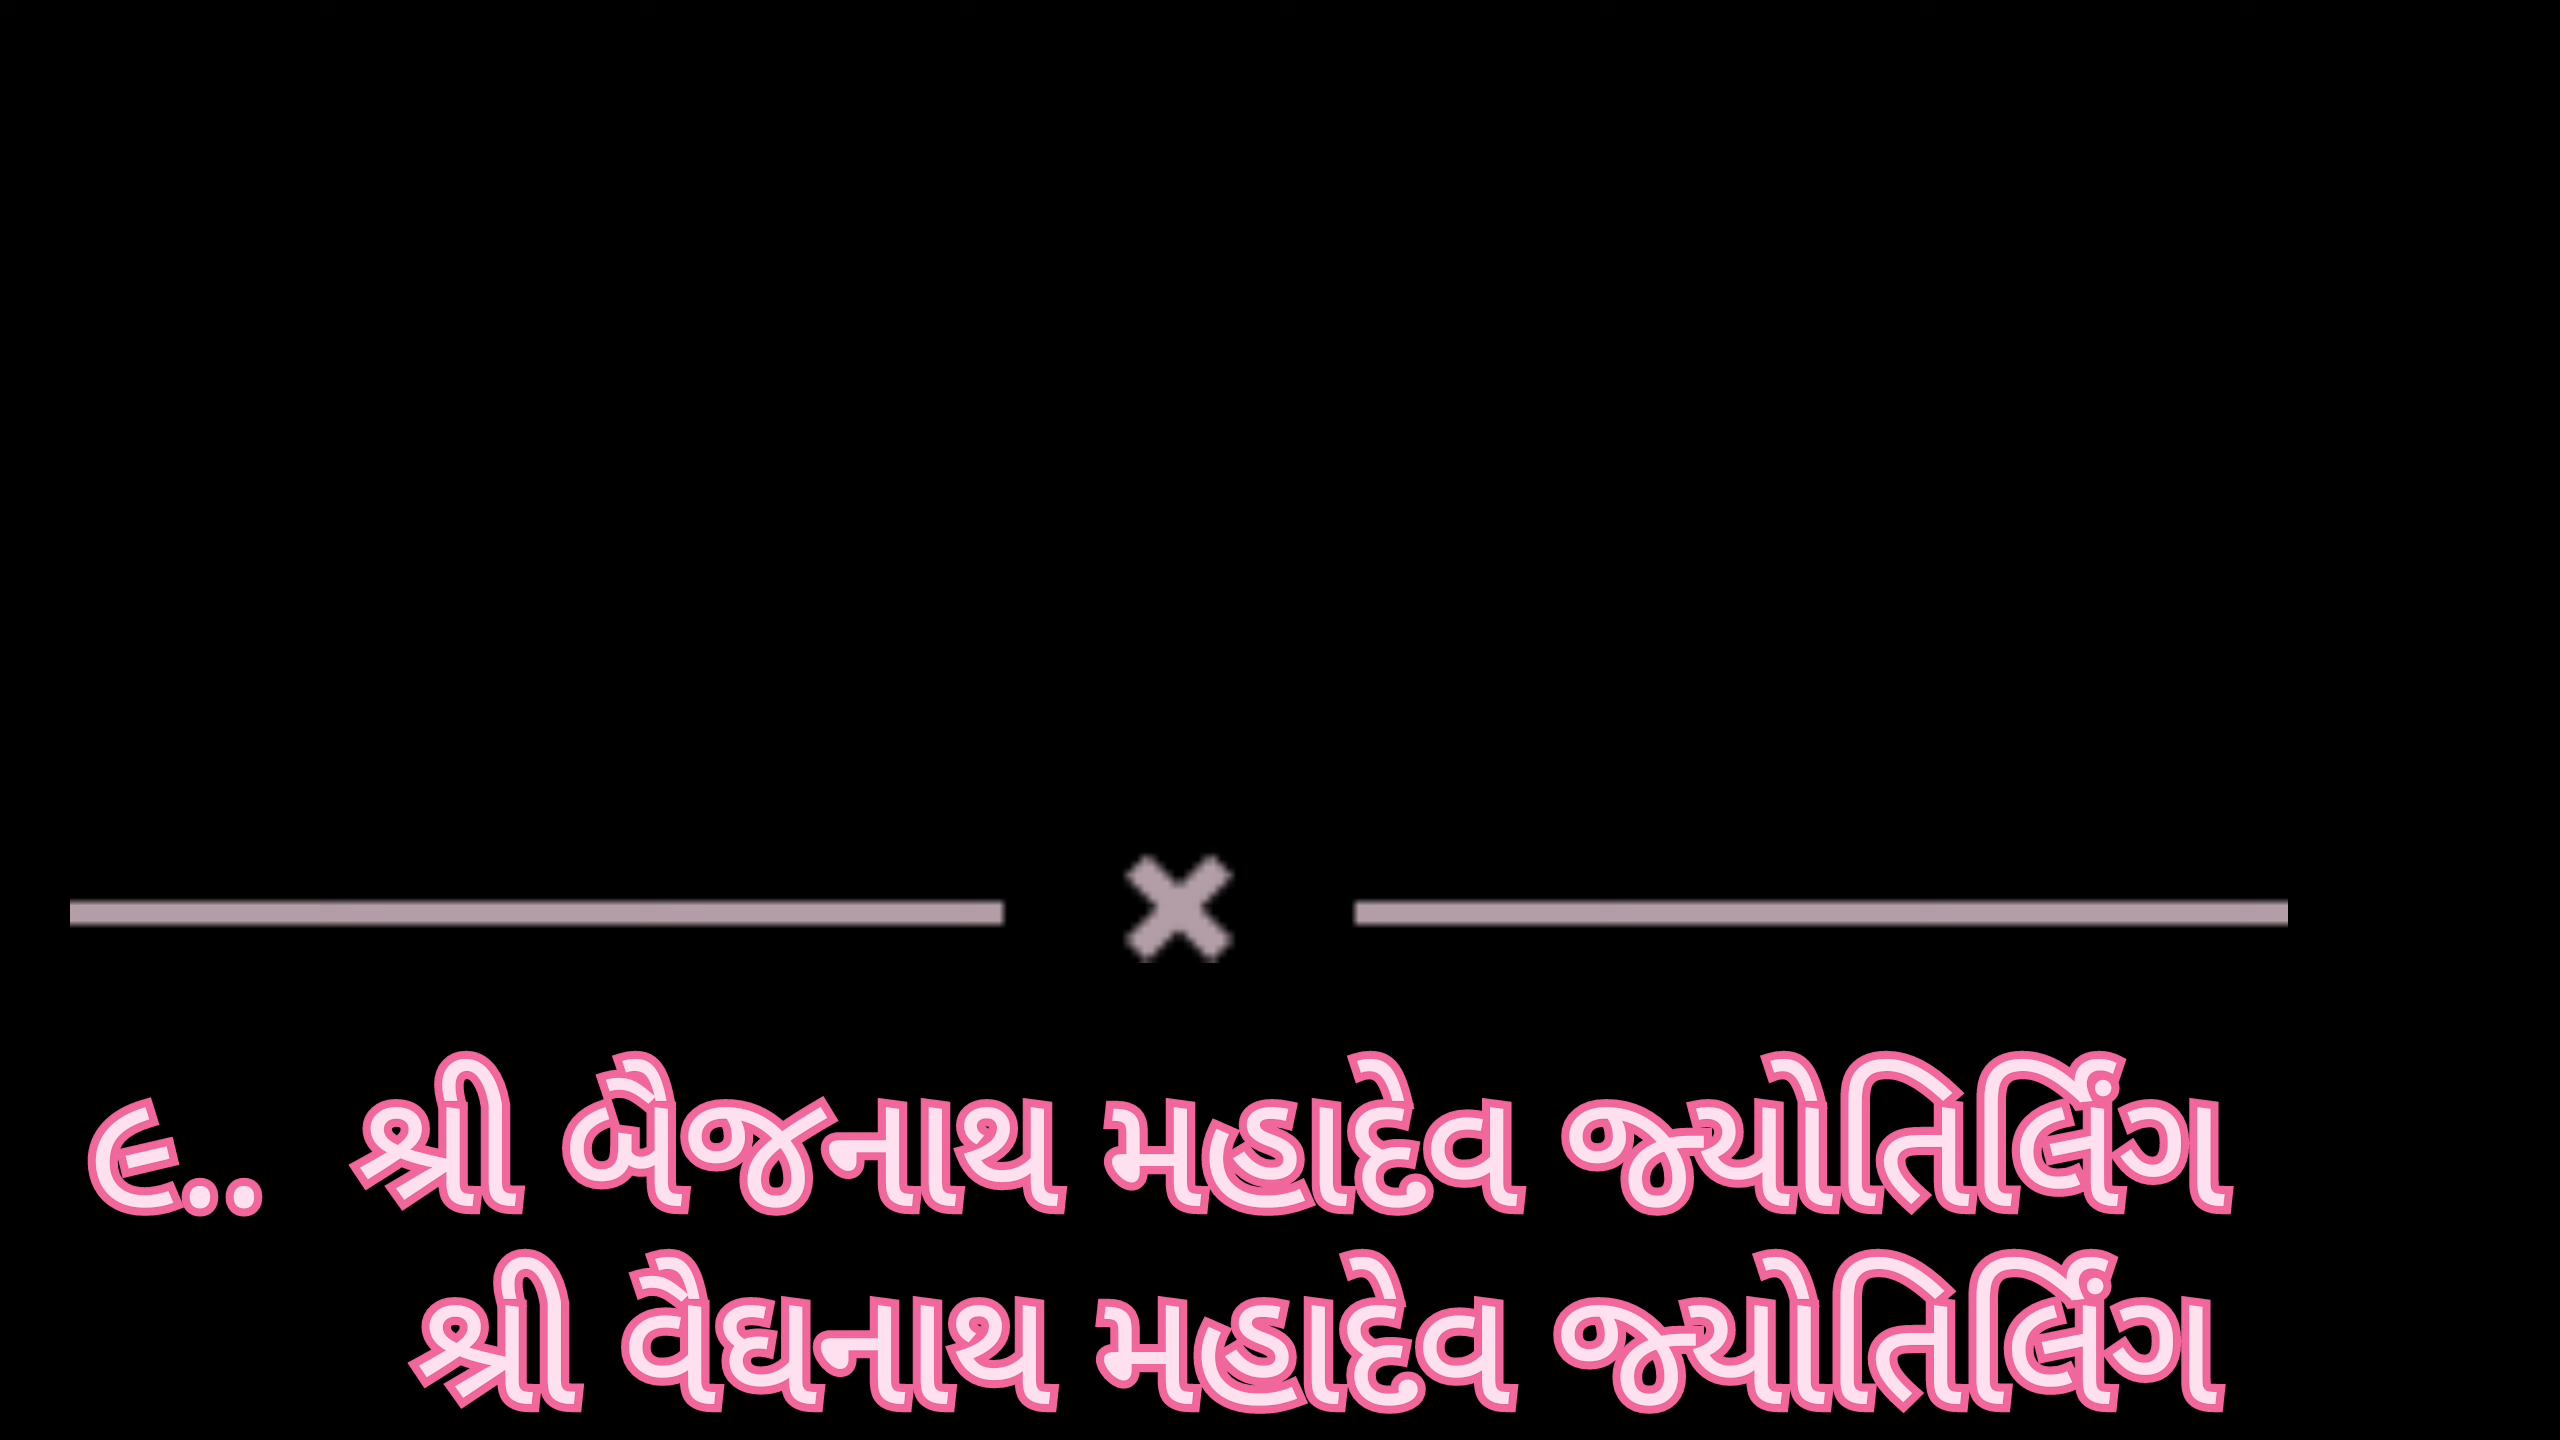 ૯.. શ્રી બૈજનાથ મહાદેવ જ્યોતિર્લિંગ
શ્રી વૈદ્યનાથ મહાદેવ જ્યોતિર્લિંગ